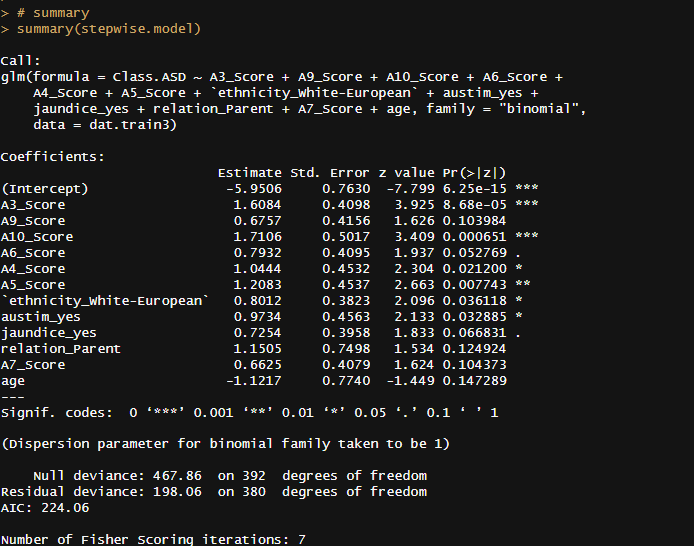 > # summary
> summary(stepwise.model)
Call:
glm(formula = Class.ASD ~ A3_Score + A9_Score + A10_Score + A6_Score +
    A4_Score + A5_Score + `ethnicity_White-European` + austim_yes +
    jaundice_yes + relation_Parent + A7_Score + age, family = "binomial",
    data = dat.train3)
Coefficients:
                           Estimate Std. Error z value Pr(>|z|)
(Intercept)                 -5.9506     0.7630  -7.799 6.25e-15 ***
A3_Score                     1.6084     0.4098   3.925 8.68e-05 ***
A9_Score                     0.6757     0.4156   1.626 0.103984
A10_Score                    1.7106     0.5017   3.409 0.000651 ***
A6_Score                     0.7932     0.4095   1.937 0.052769 .
A4_Score                     1.0444     0.4532   2.304 0.021200 *
A5_Score                     1.2083     0.4537   2.663 0.007743 **
`ethnicity_White-European`   0.8012     0.3823   2.096 0.036118 *
austim_yes                   0.9734     0.4563   2.133 0.032885 *
jaundice_yes                 0.7254     0.3958   1.833 0.066831 .
relation_Parent              1.1505     0.7498   1.534 0.124924
A7_Score                     0.6625     0.4079   1.624 0.104373
age                         -1.1217     0.7740  -1.449 0.147289
---
Signif. codes:  0 ‘***’ 0.001 ‘**’ 0.01 ‘*’ 0.05 ‘.’ 0.1 ‘ ’ 1
(Dispersion parameter for binomial family taken to be 1)
    Null deviance: 467.86  on 392  degrees of freedom
Residual deviance: 198.06  on 380  degrees of freedom
AIC: 224.06
Number of Fisher Scoring iterations: 7